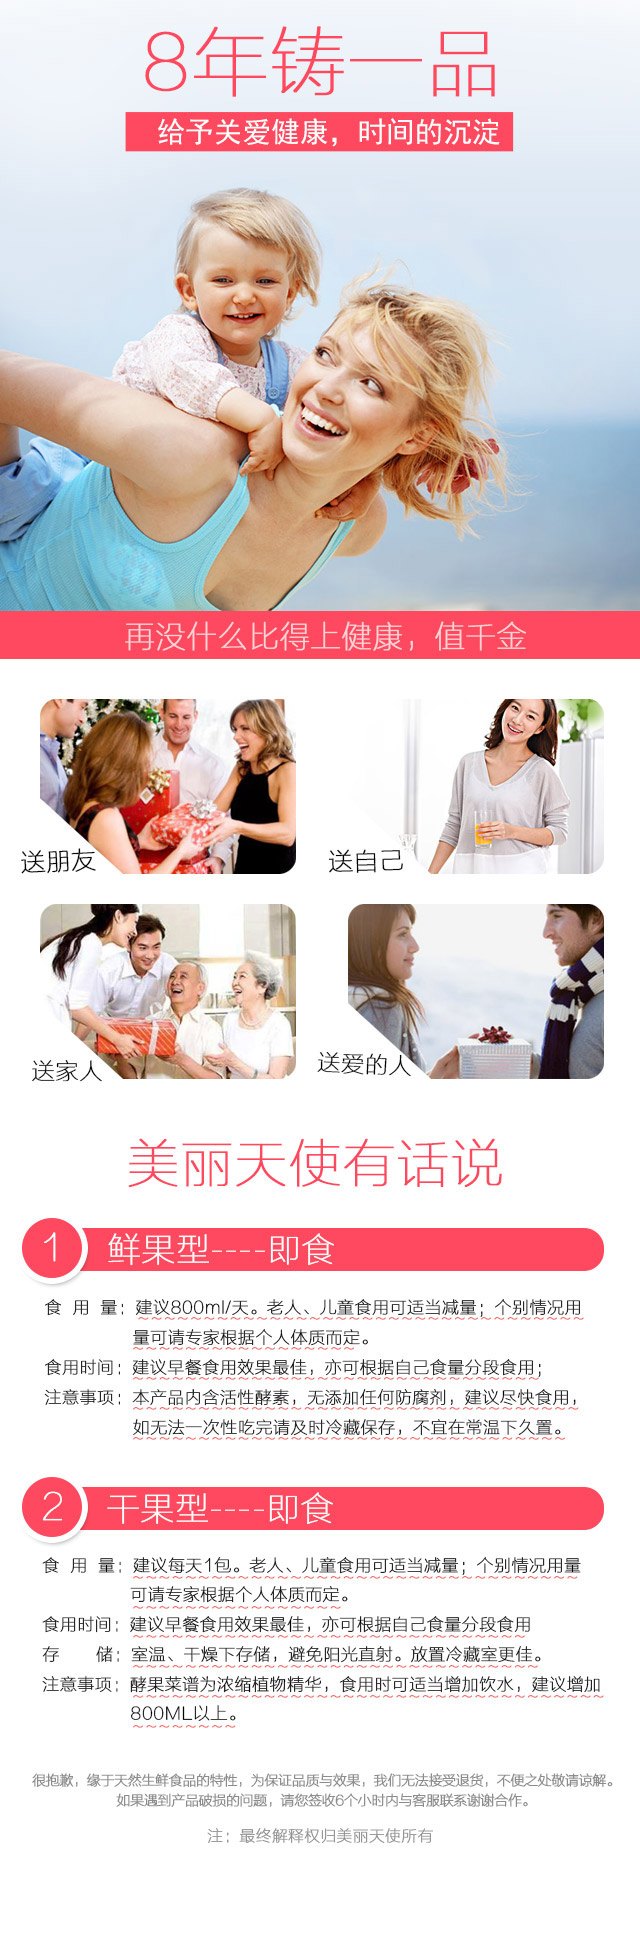 8年铸一品
给予关爱健康，时间的沉淀
再没什么比得上健康，值千金
送朋友
送自己
送家人
送爱的人
美丽天使有话说
1 鲜果型----即食
食 用 量：建议800ml/天。老人、儿童食用可适当减量；个别情况用
量可请专家根据个人体质而定。
食用时间：建议早餐食用效果最佳，亦可根据自己食量分段食用；
注意事项：本产品内含活性酵素，无添加任何防腐剂，建议尽快食用，
如无法一次性吃完请及时冷藏保存，不宜在常温下久置。
2 干果型----即食
食 用 量：建议每天1包。老人、儿童食用可适当减量；个别情况用量
可请专家根据个人体质而定。
食用时间：建议早餐食用效果最佳，亦可根据自己食量分段食用
存 储：室温、干燥下存储，避免阳光直射。放置冷藏室更佳。
注意事项：酵果菜谱为浓缩植物精华，食用时可适当增加饮水，建议增加
800ML以上。
很抱歉，缘于天然生鲜食品的特性，为保证品质与效果，我们无法接受退货，不便之处敬请谅解。
如果遇到产品破损的问题，请您签收6个小时内与客服联系谢谢合作。
注：最终解释权归美丽天使所有